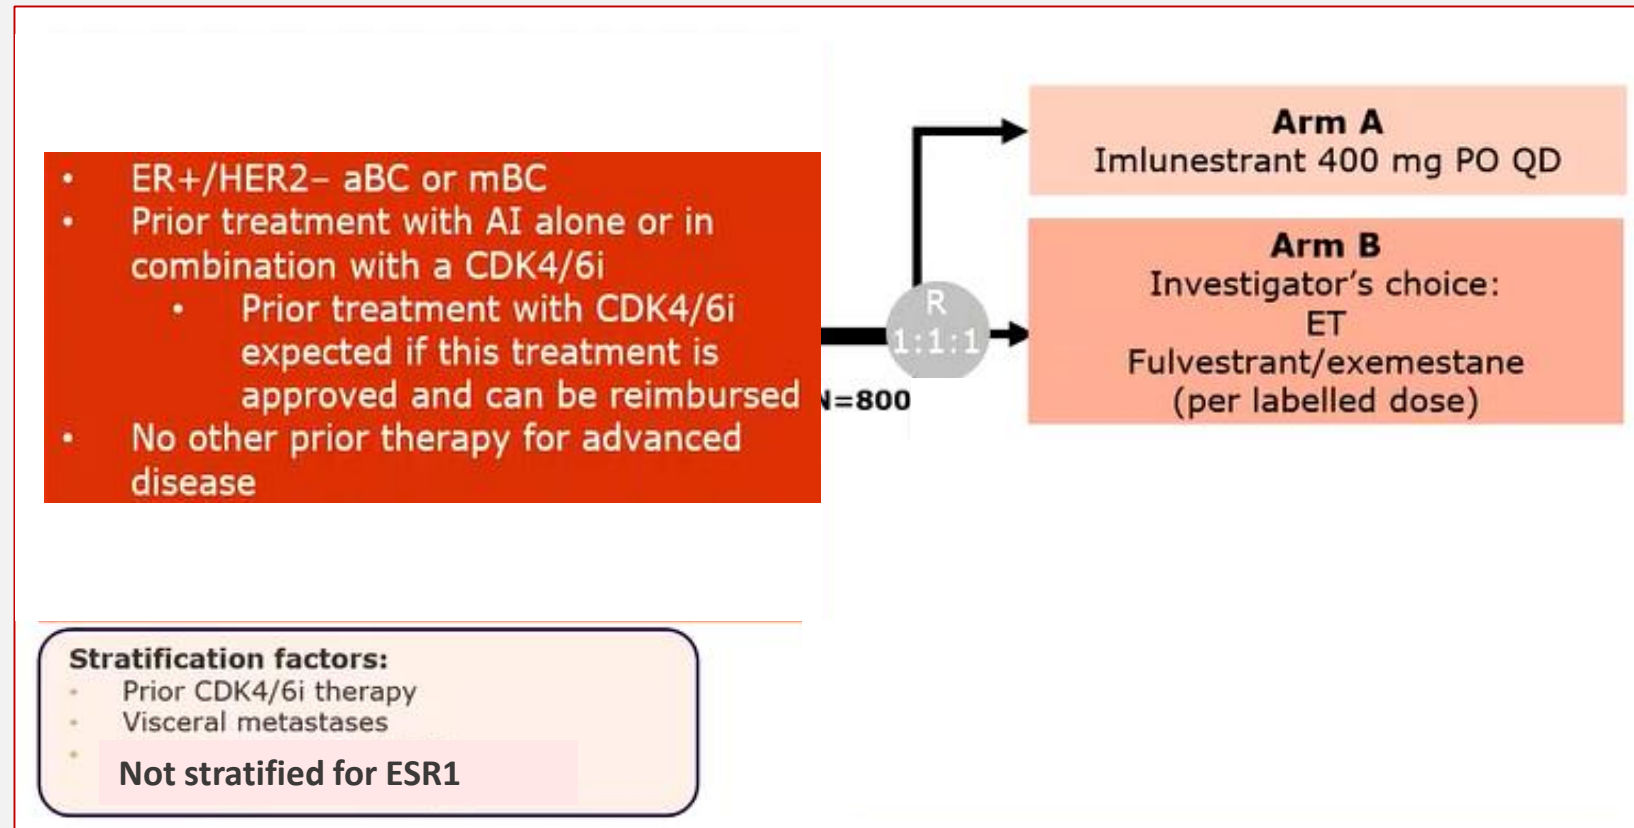 • ER+/HER2– aBC or mBC
• Prior treatment with AI alone or in
combination with a CDK4/6i
• Prior treatment with CDK4/6i
expected if this treatment is
approved and can be reimbursed
• No other prior therapy for advanced
disease
N=800
R
1:1:1
Arm A
Imlunestrant 400 mg PO QD
Arm B
Investigator’s choice:
ET
Fulvestrant/exemestane
(per labelled dose)
Stratification factors:
• Prior CDK4/6i therapy
• Visceral metastases
• Not stratified for ESR1